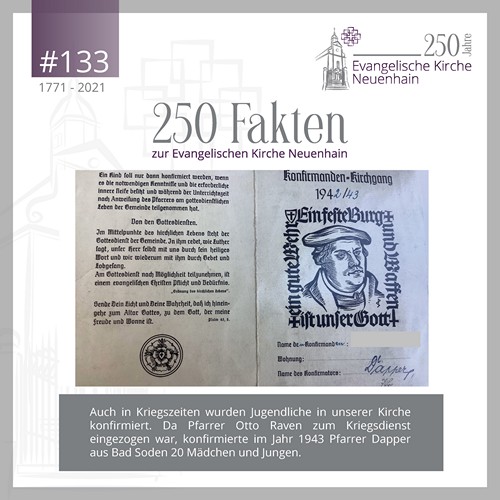 #133
1771 - 2021
250 Jahre
Evangelische Kirche
Neuenhain
250 Fakten
zur Evangelischen Kirche Neuenhain
Ein Kind soll nur dann konfirmiert werden, wenn
es die notwendigen Kenntnisse und die erforderliche
innere Reife besitzt und während der Unterrichtszeit
nach Anweisung des Pfarrers am gottesdienstlichen
Leben der Gemeinde teilgenommen hat.
Von den Gottesdiensten.
Im Mittelpunkte des kirchlichen Lebens steht der
Gottesdienst der Gemeinde. In ihm redet, wie Luther
sagt, unser Herr selbst mit uns durch sein heiliges
Wort und wir wiederum mit ihm durch Gebet und
Lobgesang.
Am Gottesdienst nach Möglichkeit teilzunehmen, ist
einem evangelischen Christen Pflicht und Bedürfnis.
„Ordnung des kirchlichen Lebens“.
Sende Dein Licht und Deine Wahrheit, daß ich hinein-
gehe zum Altar Gottes, zu dem Gott, der meine
Freude und Wonne ist.
Konfirmanden-Kirchgang
1942/43
Ein feste Burg
ist unser Gott
ein gute Wehr
und Waffen
Name de Konfirmand
Wohnung:
Name des Konfirmators:
Dapper
Auch in Kriegszeiten wurden Jugendliche in unserer Kirche
konfirmiert. Da Pfarrer Otto Raven zum Kriegsdienst
eingezogen war, konfirmierte im Jahr 1943 Pfarrer Dapper
aus Bad Soden 20 Mädchen und Jungen.